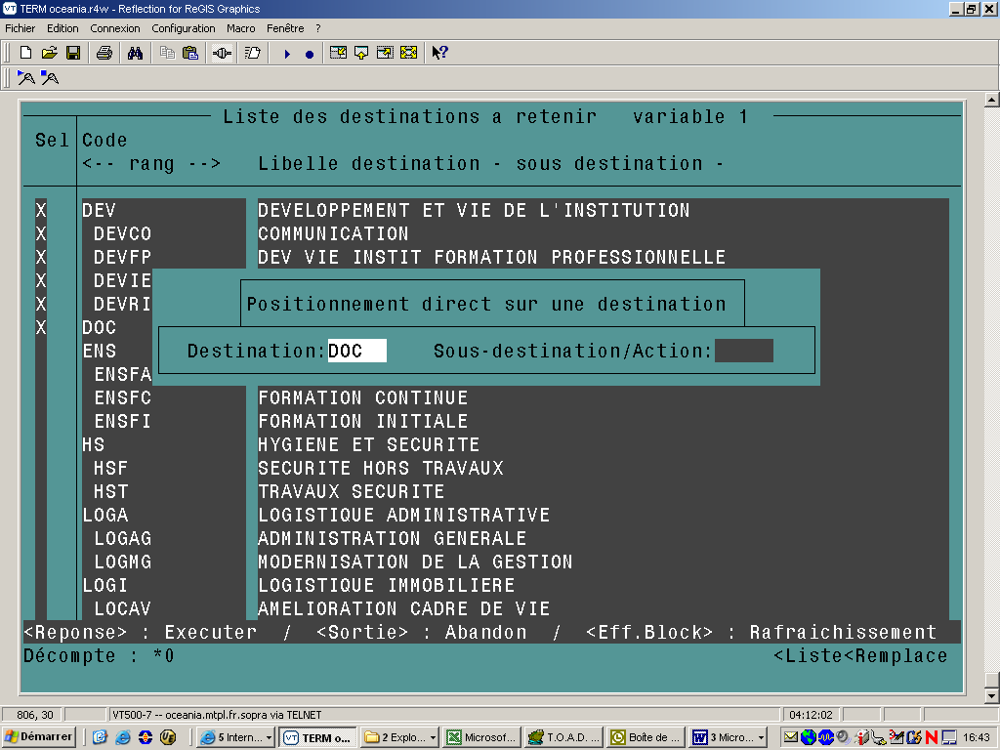 TERM oceania.r4w - Reflection for ReGIS Graphics
Fichier Edition Connexion Configuration Macro Fenêtre ?
Liste des destinations a retenir variable 1
Sel Code
<-- rang --> Libelle destination - sous destination -
X DEV DEVELOPPEMENT ET VIE DE L'INSTITUTION
X DEVCO COMMUNICATION
X DEVFP DEV VIE INSTIT FORMATION PROFESSIONNELLE
X DEVIE
X DEVRI Positionnement direct sur une destination
X DOC
ENS Destination:DOC Sous-destination/Action:
ENSFA
ENSFC FORMATION CONTINUE
ENSFI FORMATION INITIALE
HS HYGIENE ET SECURITE
HSF SECURITE HORS TRAVAUX
HST TRAVAUX SECURITE
LOGA LOGISTIQUE ADMINISTRATIVE
LOGAG ADMINISTRATION GENERALE
LOGMG MODERNISATION DE LA GESTION
LOGI LOGISTIQUE IMMOBILIERE
LOCAV AMELIORATION CADRE DE VIE
<Reponse> : Executer / <Sortie> : Abandon / <Eff.Block> : Rafraichissement
Décompte : *0 <Liste<Remplace
806, 30 VT500-7 -- oceania.mtpl.fr.sopra via TELNET 04:12:02
Démarrer 5 Intern... TERM o... 2 Explo... Microsof... T.O.A.D. ... Boîte de ... 3 Micro... 16:43